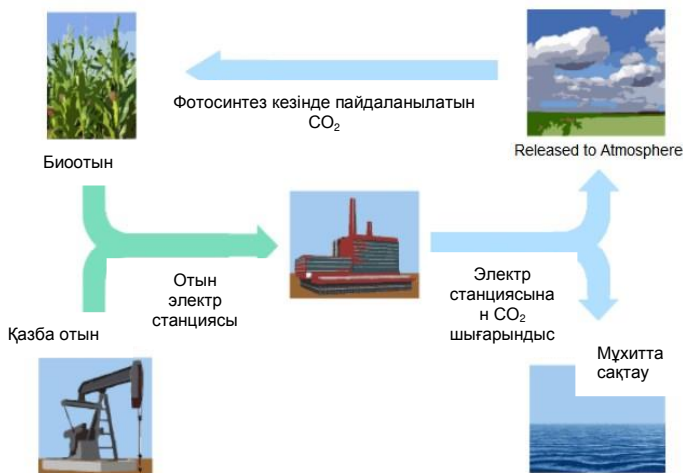 Фотосинтез кезінде пайдаланылатын
CO₂
Released to Atmosphere
Биоотын
Отын
электр
станциясы
Электр
станциясына
н CO₂
шығарындыс
Қазба отын
Мұхитта
сақтау